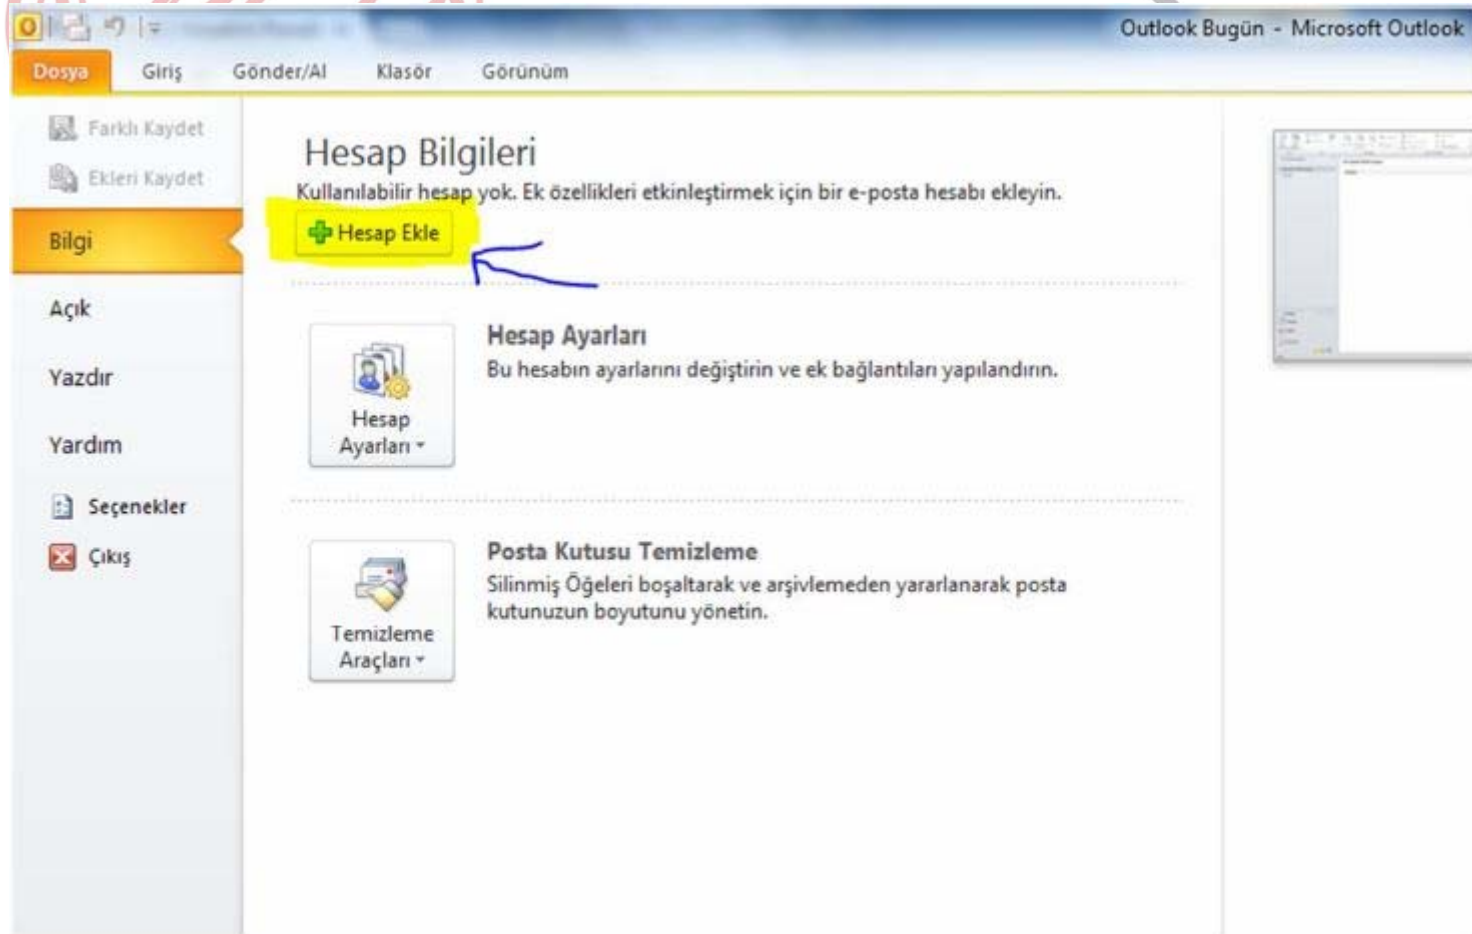 Outlook Bugün - Microsoft Outlook
Dosya Giriş Gönder/Al Klasör Görünüm
Farklı Kaydet
Ekleri Kaydet
Bilgi
Açık
Yazdır
Yardım
Seçenekler
Çıkış
Hesap Bilgileri
Kullanılabilir hesap yok. Ek özellikleri etkinleştirmek için bir e-posta hesabı ekleyin.
Hesap Ekle
Hesap
Ayarları
Hesap Ayarları
Bu hesabın ayarlarını değiştirin ve ek bağlantıları yapılandırın.
Temizleme
Araçları
Posta Kutusu Temizleme
Silinmiş Öğeleri boşaltarak ve arşivlemeden yararlanarak posta
kutunuzun boyutunu yönetin.